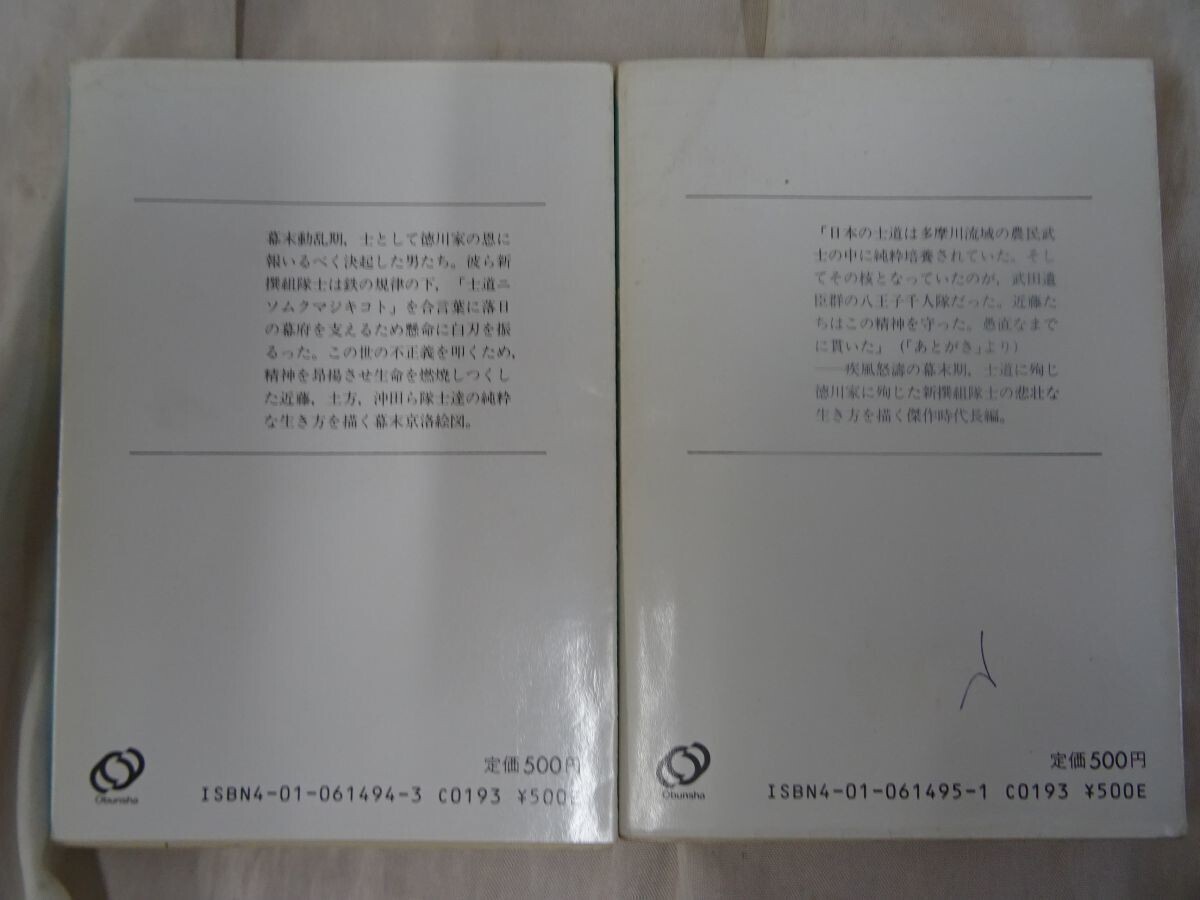 幕末動乱期，士として徳川家の恩に
報いるべく決起した男たち。彼ら新
撰組隊士は鉄の規律の下，「士道ニ
ソムクマジキコト」を合言葉に落日
の幕府を支えるため懸命に白刃を振
るった。この世の不正義を叩くため，
精神を昂揚させ生命を燃焼しつくし
た近藤，土方，沖田ら隊士達の純粋
な生き方を描く幕末京洛絵図。
定価500円
Obunsha
ISBN4-01-061494-3 C0193 ¥500E
「日本の士道は多摩川流域の農民武
士の中に純粋培養されていた。そし
てその核となっていたのが，武田遺
臣群の八王子千人隊だった。近藤た
ちはこの精神を守った。愚直なまで
に貫いた」（「あとがき」より）
――疾風怒濤の幕末期，士道に殉じ
徳川家に殉じた新撰組隊士の悲壮な
生き方を描く傑作時代長編。
定価500円
Obunsha
ISBN4-01-061495-1 C0193 ¥500E